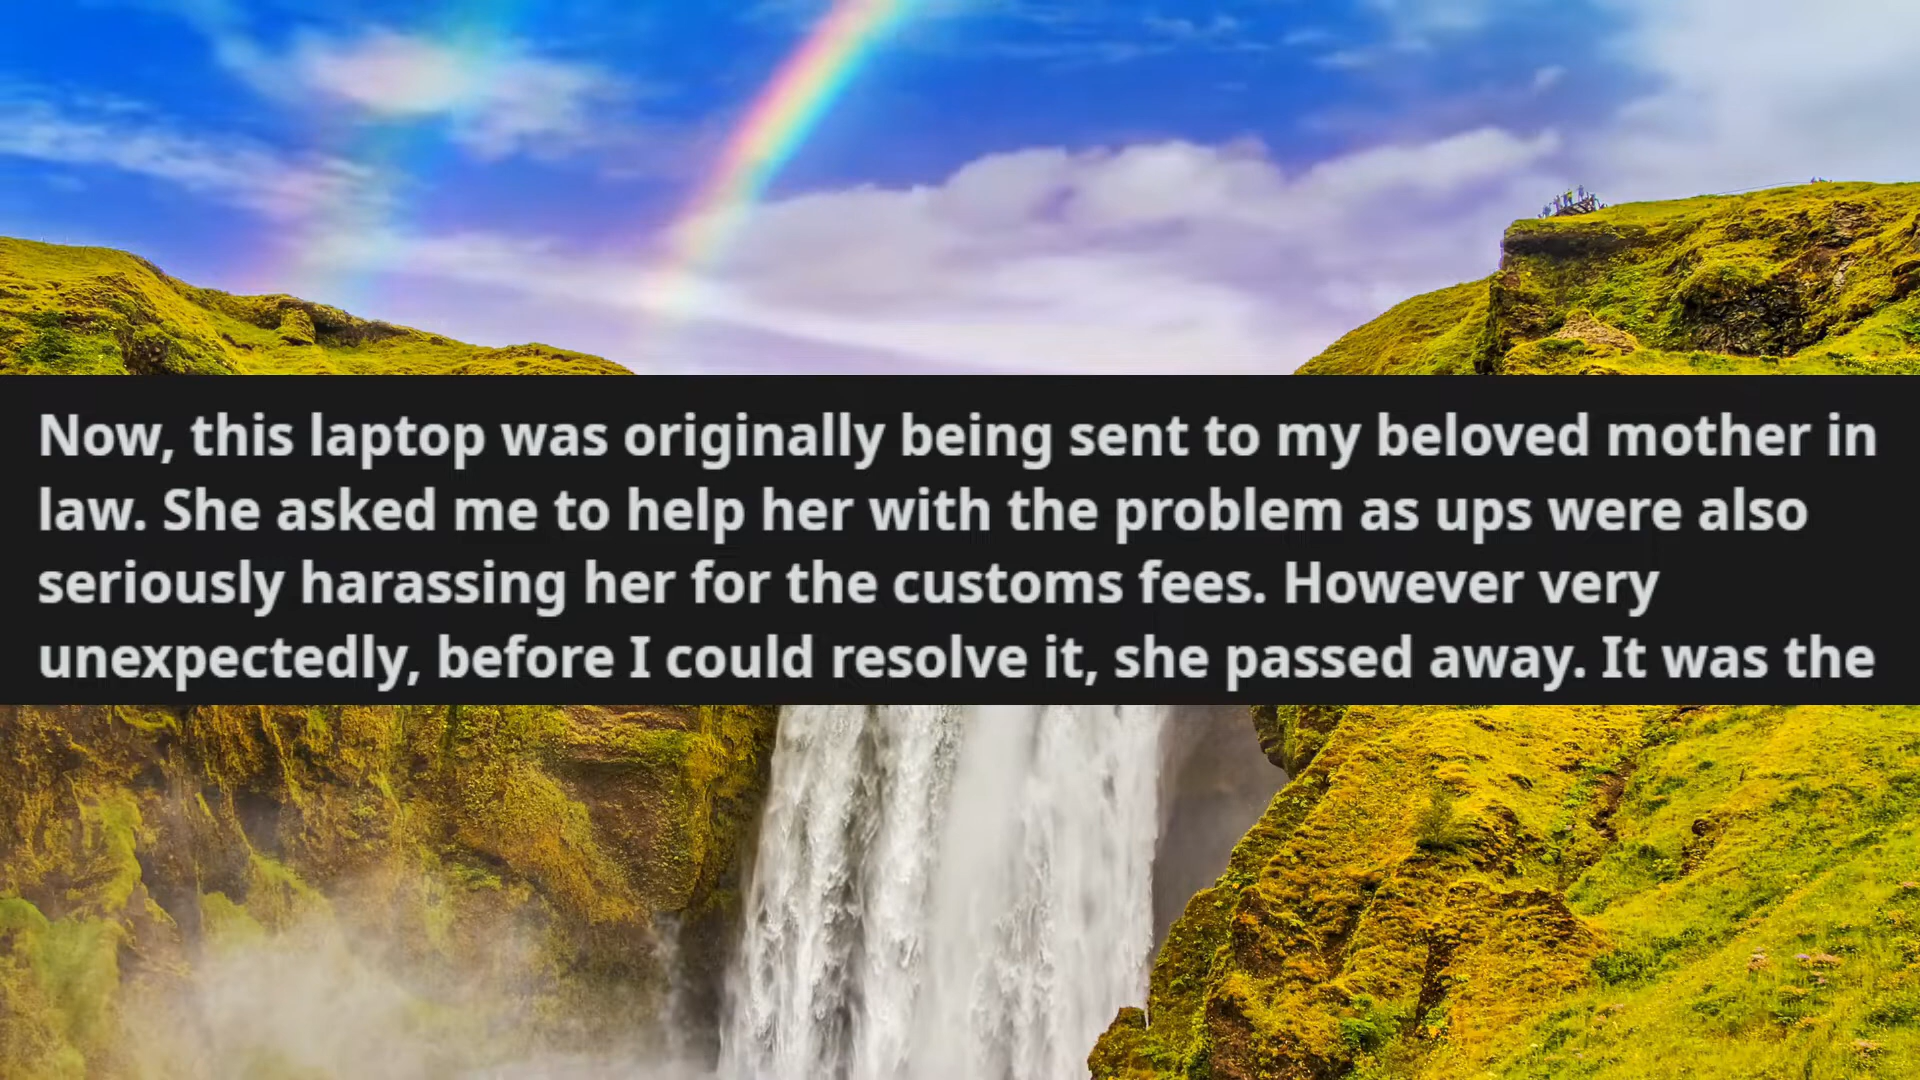 Now, this laptop was originally being sent to my beloved mother in
law. She asked me to help her with the problem as ups were also
seriously harassing her for the customs fees. However very
unexpectedly, before I could resolve it, she passed away. It was the